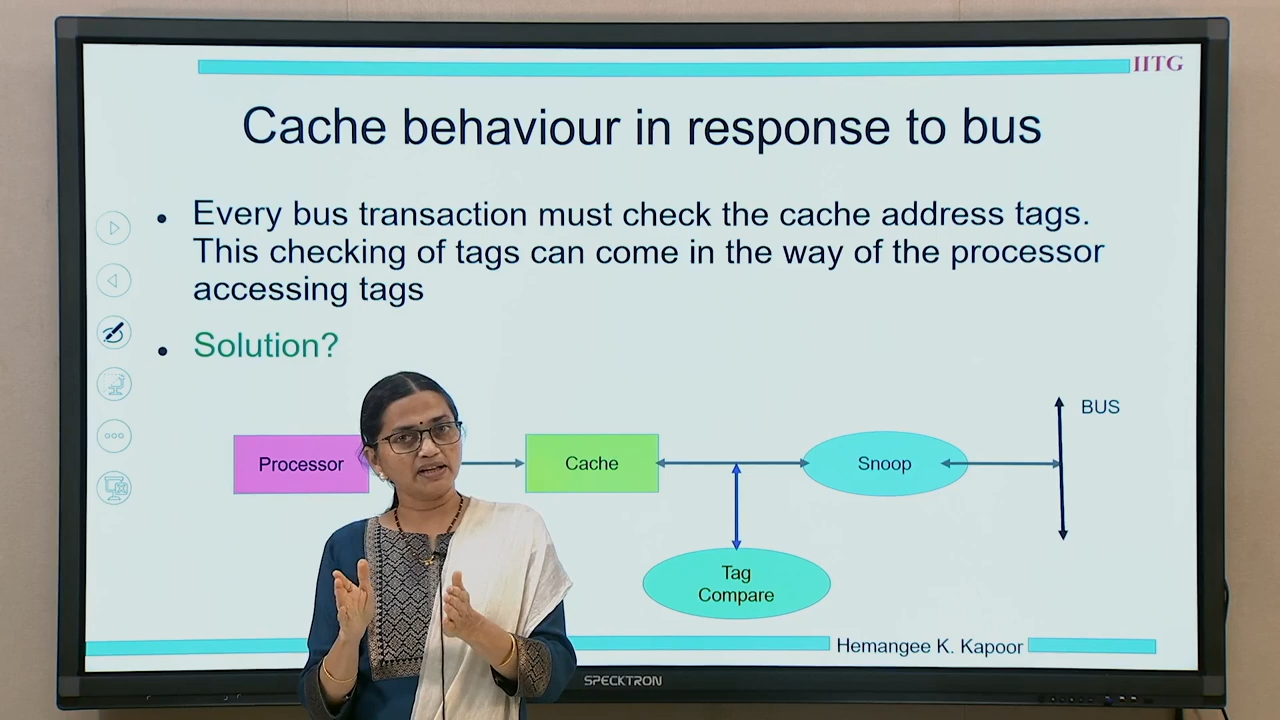 IITG
Cache behaviour in response to bus
• Every bus transaction must check the cache address tags.
This checking of tags can come in the way of the processor
accessing tags
• Solution?
BUS
Processor
Cache
Snoop
Tag
Compare
Hemangee K. Kapoor
SPECKTRON